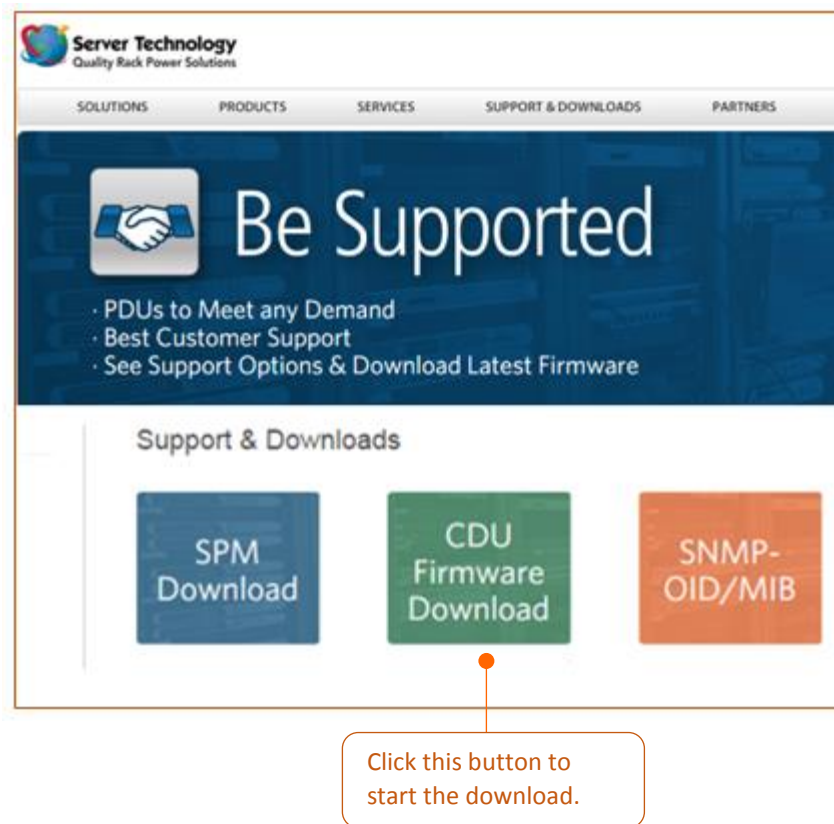 Server Technology
Quality Rack Power Solutions
SOLUTIONS PRODUCTS SERVICES SUPPORT & DOWNLOADS PARTNERS
Be Supported
· PDUs to Meet any Demand
· Best Customer Support
· See Support Options & Download Latest Firmware
Support & Downloads
SPM
Download
CDU
Firmware
Download
SNMP-
OID/MIB
Click this button to
start the download.